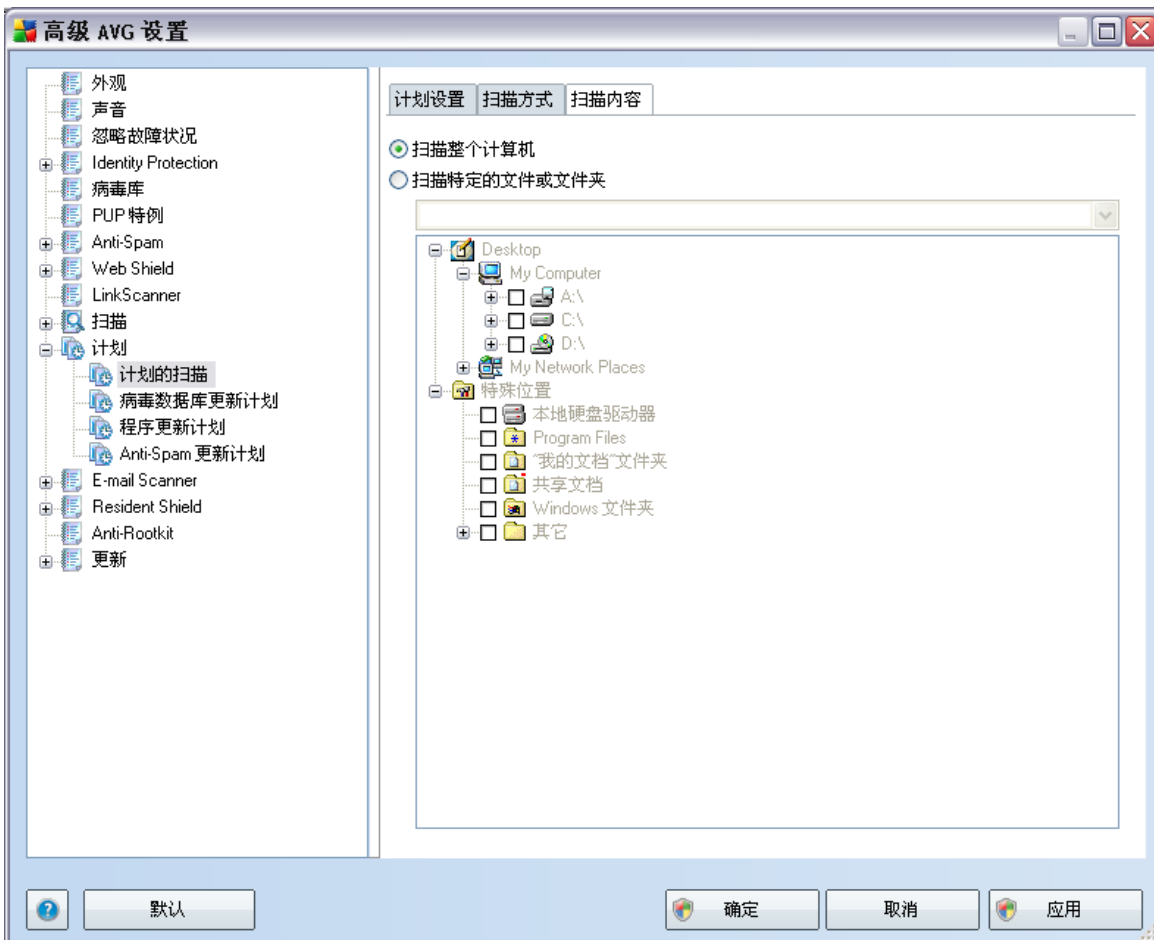 高级 AVG 设置
外观
声音
忽略故障状况
Identity Protection
病毒库
PUP 特例
Anti-Spam
Web Shield
LinkScanner
扫描
计划
计划的扫描
病毒数据库更新计划
程序更新计划
Anti-Spam 更新计划
E-mail Scanner
Resident Shield
Anti-Rootkit
更新
计划设置 扫描方式 扫描内容
扫描整个计算机
扫描特定的文件或文件夹
Desktop
My Computer
A:\
C:\
D:\
My Network Places
特殊位置
本地硬盘驱动器
Program Files
"我的文档"文件夹
共享文档
Windows 文件夹
其它
默认 确定 取消 应用